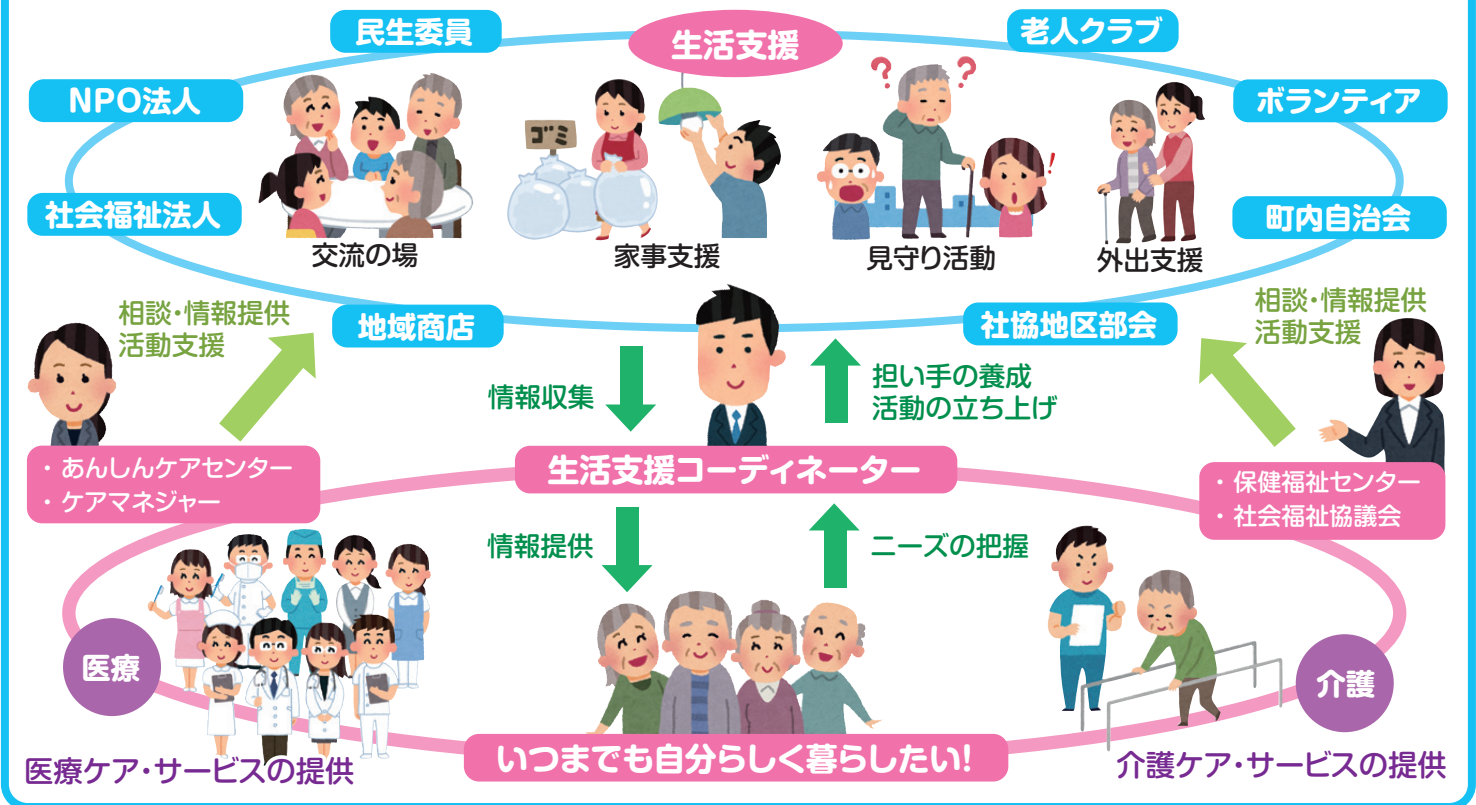 民生委員
生活支援
老人クラブ
NPO法人
ボランティア
ゴミ
社会福祉法人
町内自治会
交流の場
家事支援
見守り活動
外出支援
相談・情報提供
活動支援
地域商店
社協地区部会
相談・情報提供
活動支援
情報収集
担い手の養成
活動の立ち上げ
・あんしんケアセンター
・ケアマネジャー
生活支援コーディネーター
・保健福祉センター
・社会福祉協議会
情報提供
ニーズの把握
医療
介護
いつまでも自分らしく暮らしたい!
医療ケア・サービスの提供
介護ケア・サービスの提供